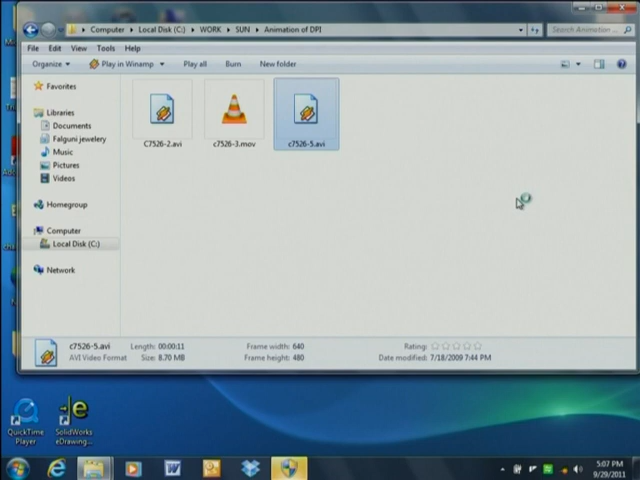 Computer ▸ Local Disk (C:) ▸ WORK ▸ SUN ▸ Animation of DPI
Search Animation ...
File Edit View Tools Help
Organize Play in Winamp Play all Burn New folder
Favorites
Libraries
Documents
Falguni jewelery
Music
Pictures
Videos
Homegroup
Computer
Local Disk (C:)
Network
C7526-2.avi
c7526-3.mov
c7526-5.avi
c7526-5.avi Length: 00:00:11 Frame width: 640 Rating:
AVI Video Format Size: 8.70 MB Frame height: 480 Date modified: 7/18/2009 7:44 PM
QuickTime
Player
SolidWorks
eDrawing...
5:07 PM
9/29/2011